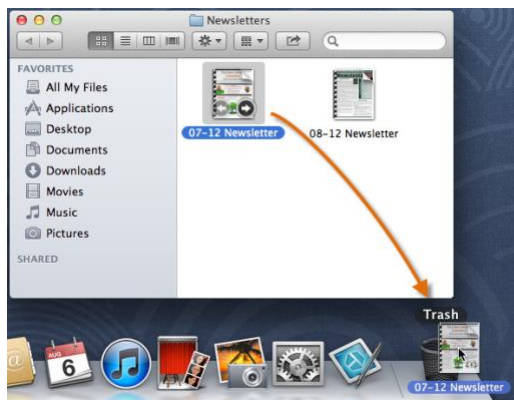 Newsletters
FAVORITES
All My Files
Applications
Desktop
Documents
Downloads
Movies
Music
Pictures
SHARED
07-12 Newsletter
08-12 Newsletter
Trash
AUG
6
@
07-12 Newsletter